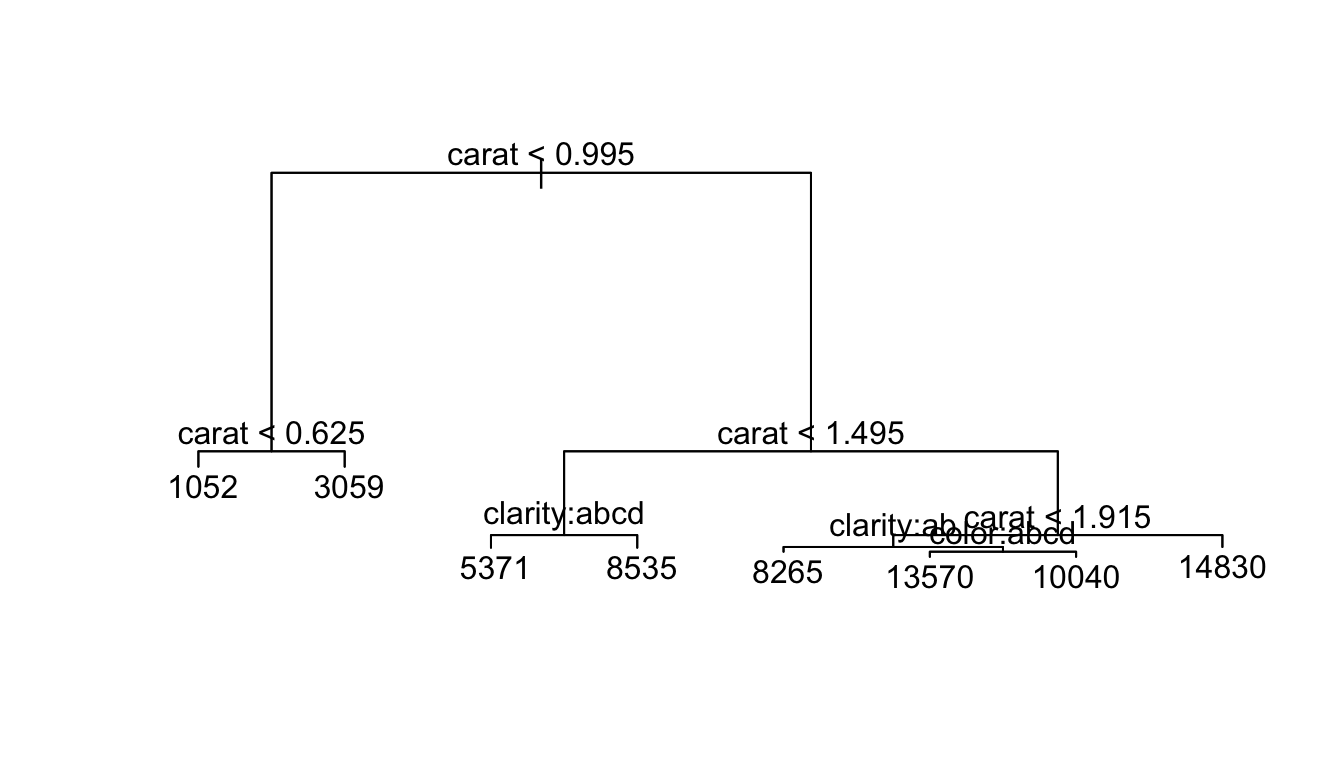 carat < 0.995
carat < 0.625
carat < 1.495
1052
3059
clarity:abcd
carat < 1.915
clarity:ab
color:abcd
5371
8535
8265
13570
10040
14830